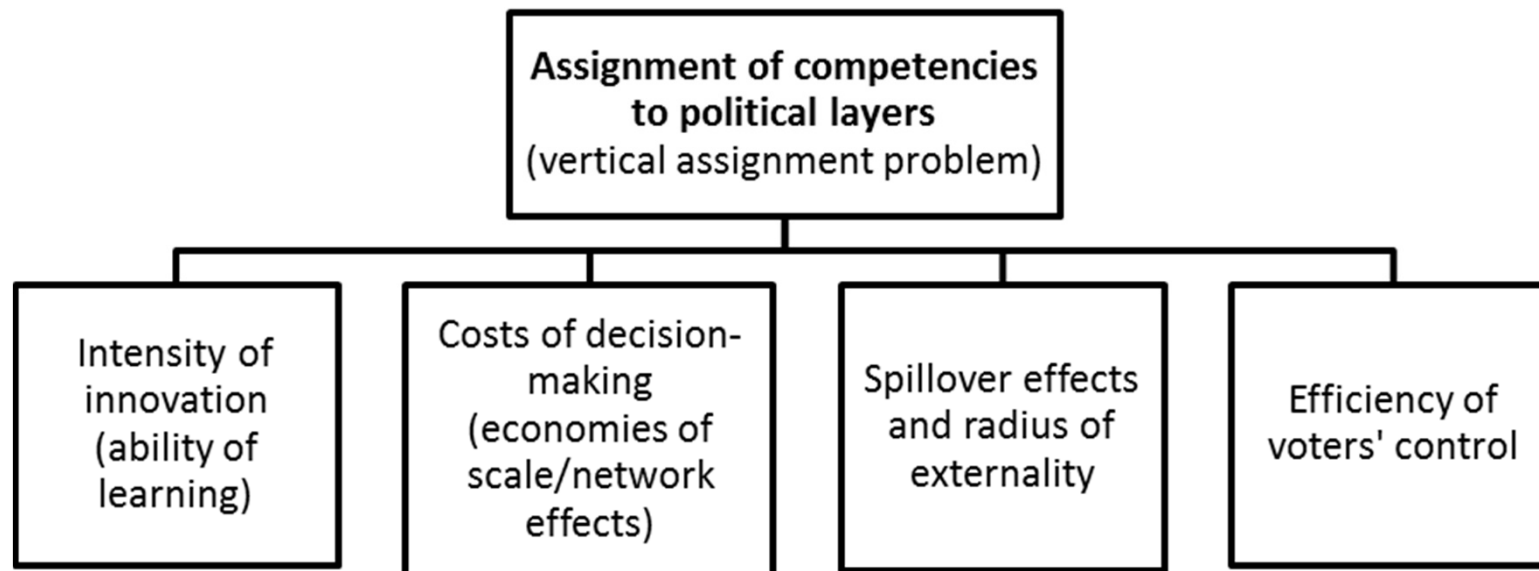 Assignment of competencies
to political layers
(vertical assignment problem)
Intensity of
innovation
(ability of
learning)
Costs of decision-
making
(economies of
scale/network
effects)
Spillover effects
and radius of
externality
Efficiency of
voters' control